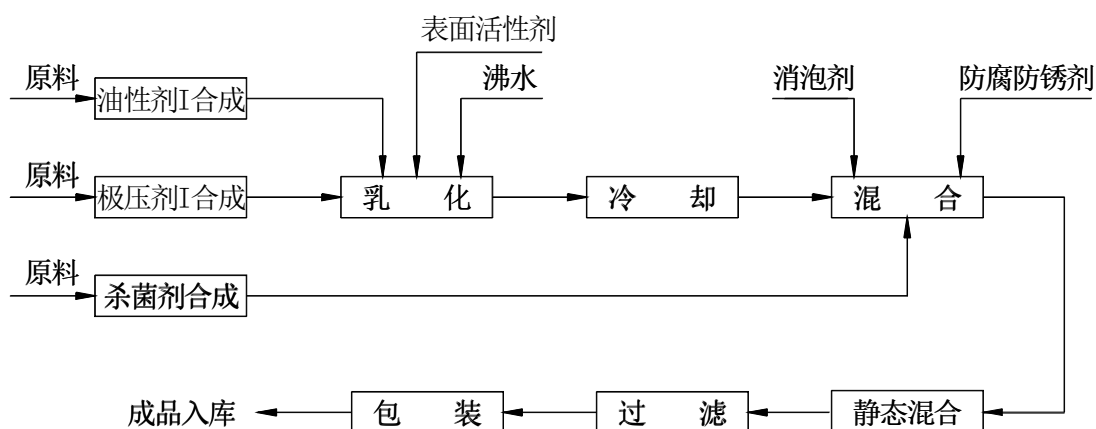 表面活性剂
原料
沸水
消泡剂
防腐防锈剂
油性剂I合成
原料
极压剂I合成
乳 化
冷 却
混 合
原料
杀菌剂合成
成品入库
包 装
过 滤
静态混合